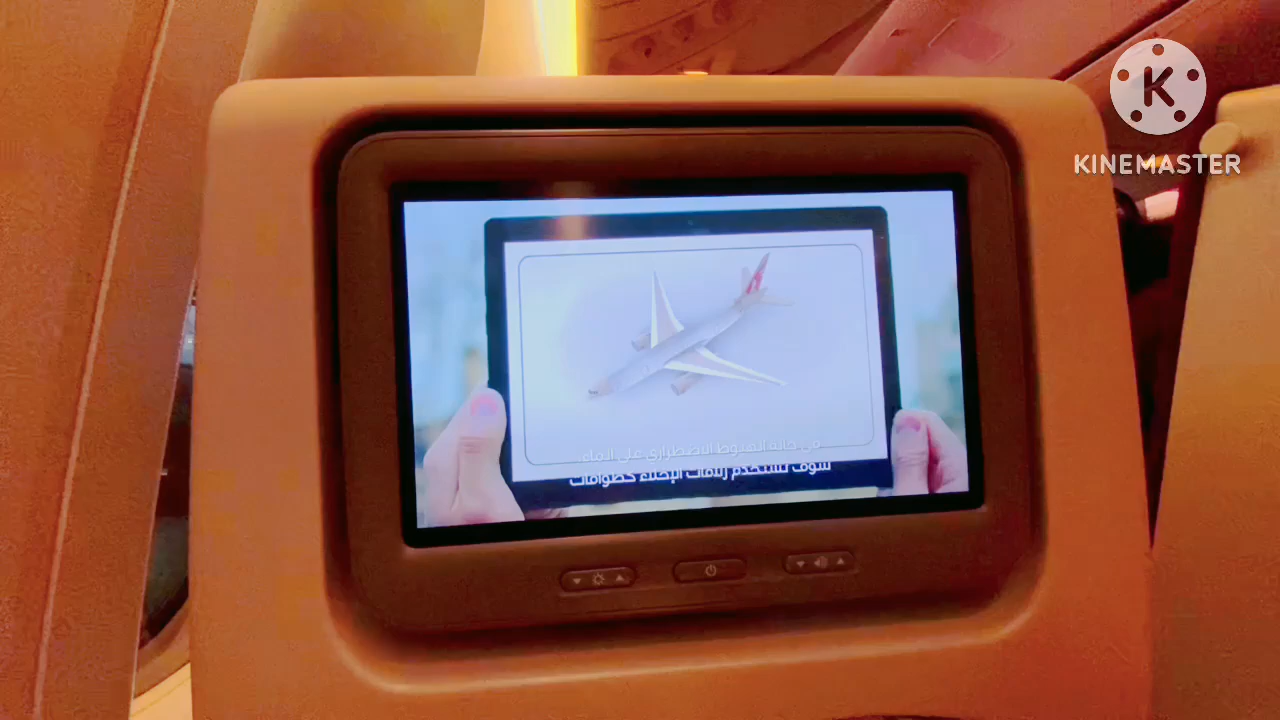 KINEMASTER
في حالة الهبوط الاضطراري على الماء
سوف تستخدم زلاقات الإخلاء كطوافات